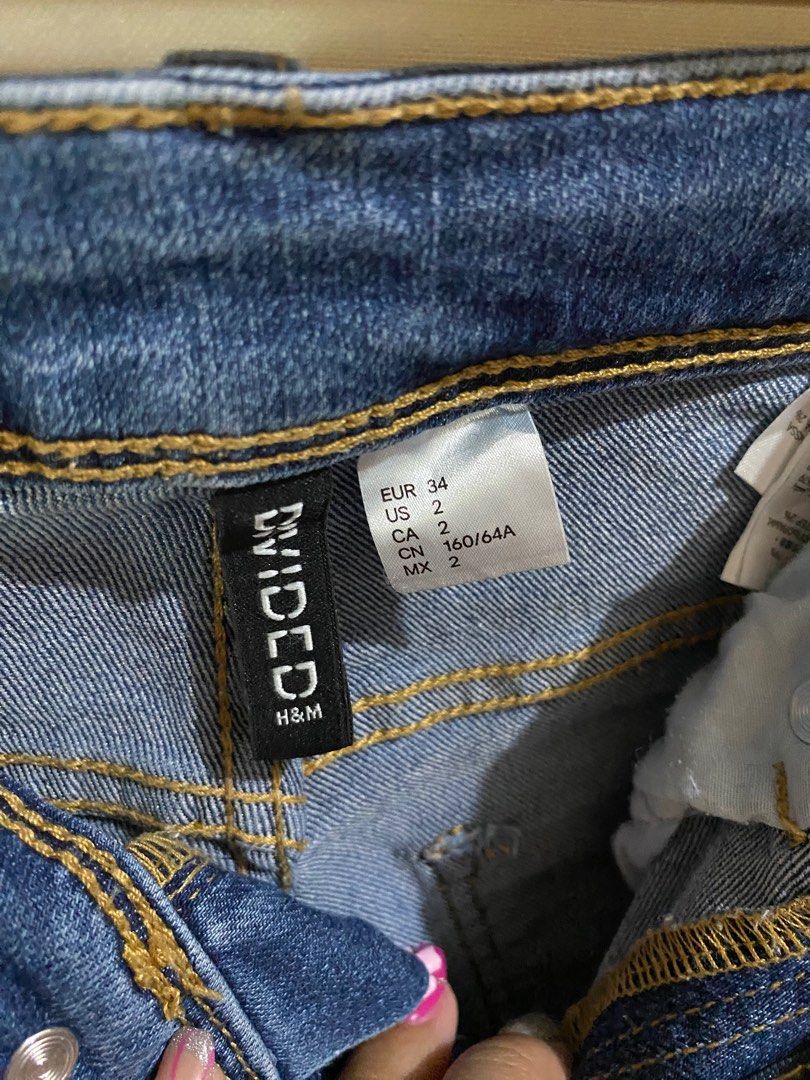 DIVIDED
H&M
EUR 34
US 2
CA 2
CN 160/64A
MX 2